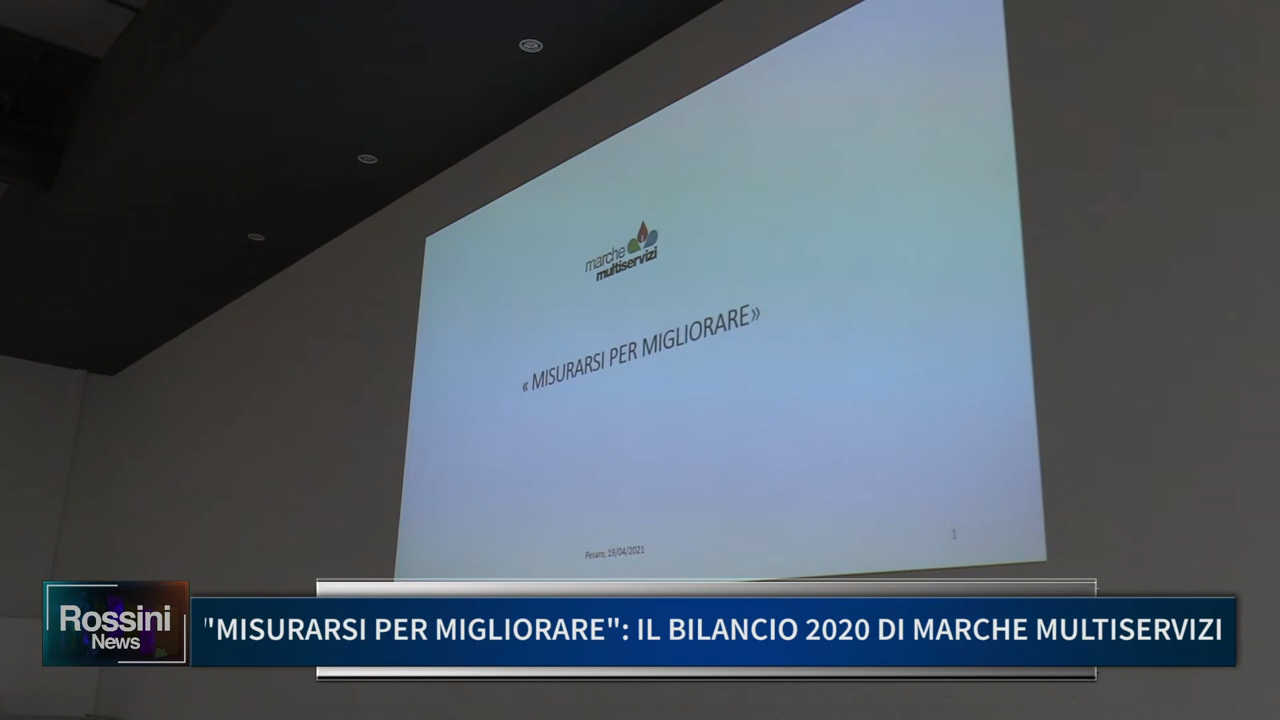 marche
multiservizi
« MISURARSI PER MIGLIORARE»
Pesaro, 19/04/2021
1
Rossini
News
"MISURARSI PER MIGLIORARE": IL BILANCIO 2020 DI MARCHE MULTISERVIZI